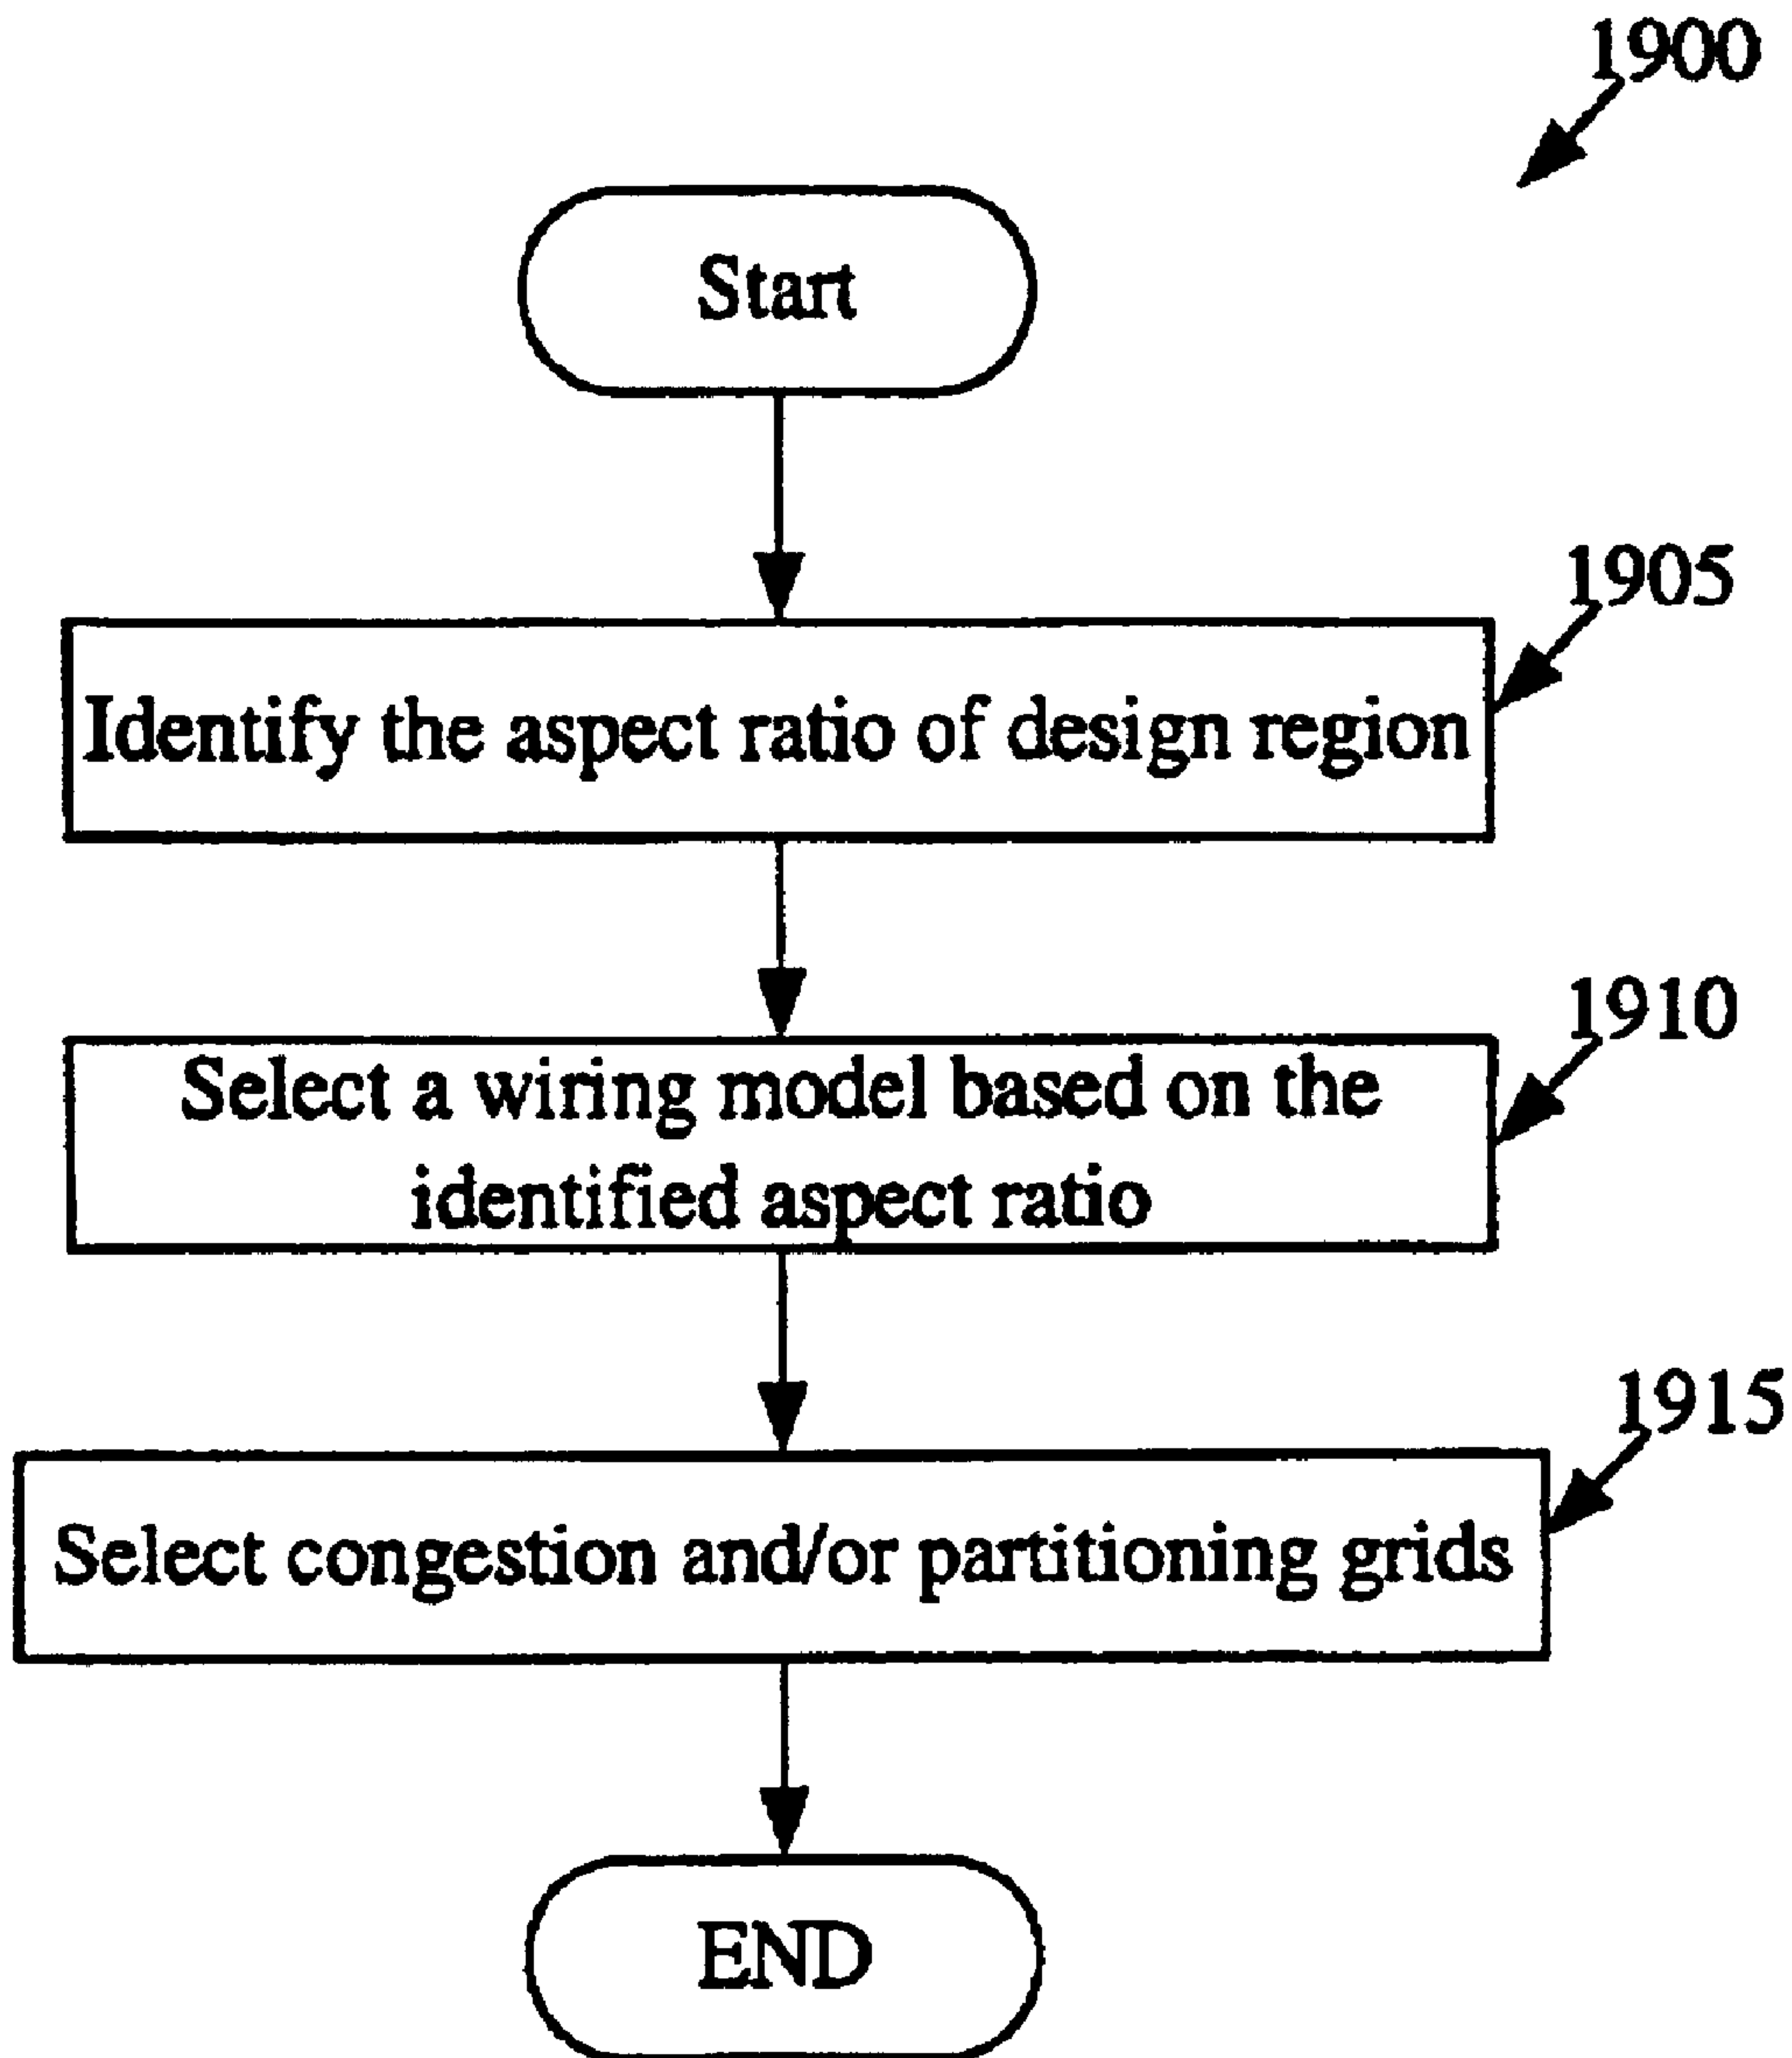 1900
Start
1905
Identify the aspect ratio of design region
1910
Select a wiring model based on the
identified aspect ratio
1915
Select congestion and/or partitioning grids
END